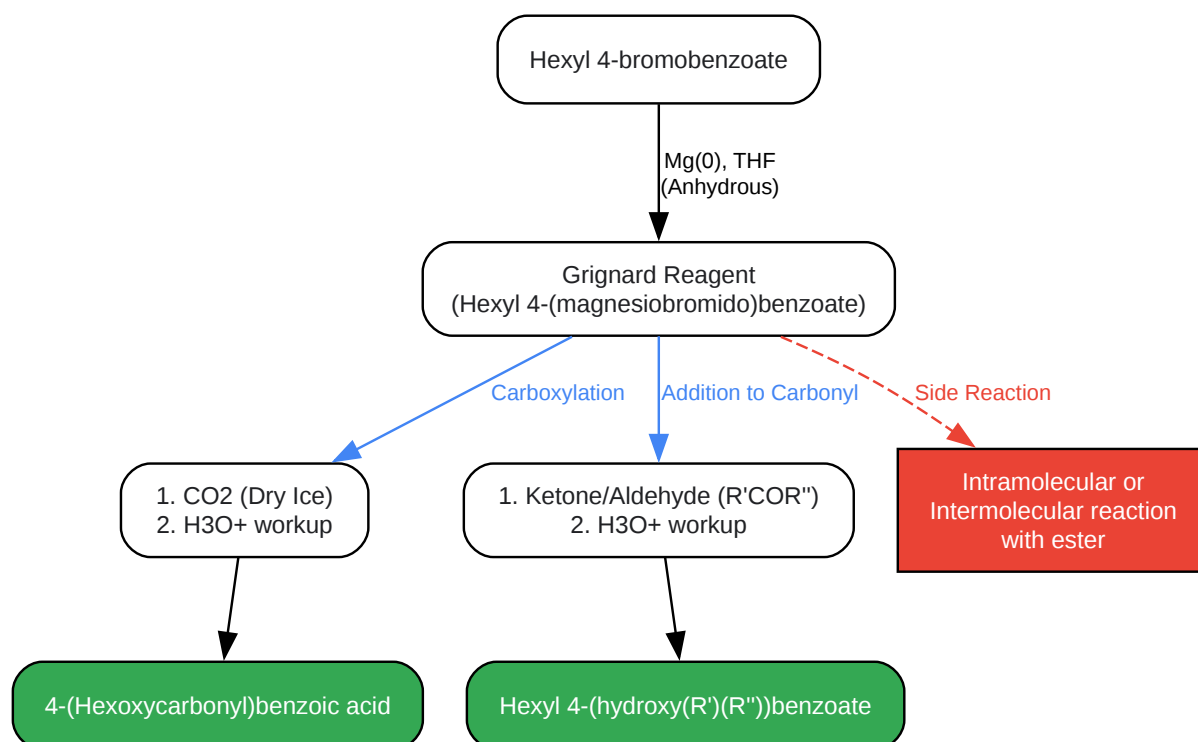 Hexyl 4-bromobenzoate
Mg(0), THF
(Anhydrous)
Grignard Reagent
(Hexyl 4-(magnesiobromido)benzoate)
Carboxylation
Addition to Carbonyl
Side Reaction
1. CO2 (Dry Ice)
2. H3O+ workup
1. Ketone/Aldehyde (R'COR'')
2. H3O+ workup
Intramolecular or
Intermolecular reaction
with ester
4-(Hexoxycarbonyl)benzoic acid
Hexyl 4-(hydroxy(R')(R''))benzoate